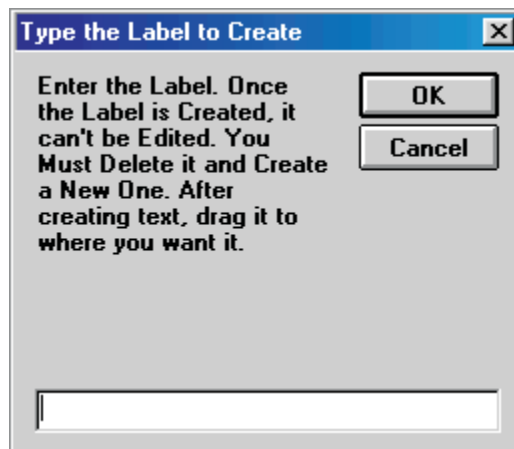 Type the Label to Create
Enter the Label. Once
the Label is Created, it
can't be Edited. You
Must Delete it and Create
a New One. After
creating text, drag it to
where you want it.
OK
Cancel